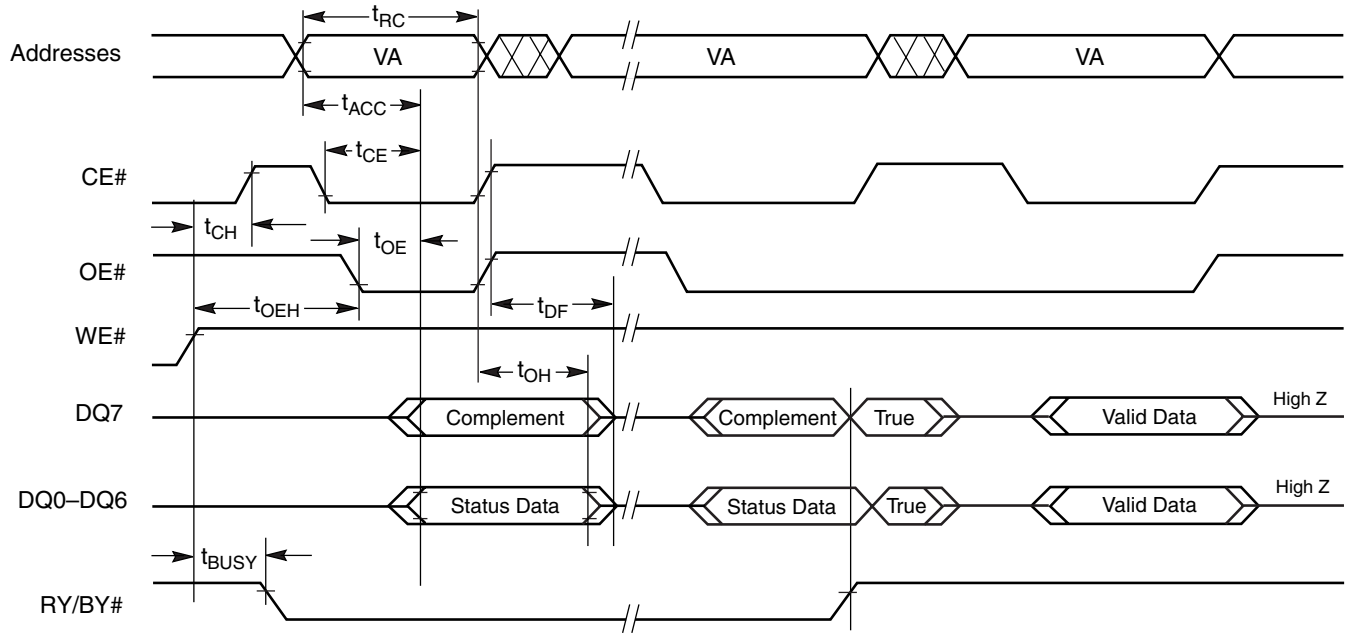 tRC
Addresses VA VA VA
tACC
tCE
CE#
tCH
tOE
OE#
tOEH tDF
WE#
tOH
DQ7 Complement Complement True Valid Data High Z
DQ0–DQ6 Status Data Status Data True Valid Data High Z
tBUSY
RY/BY#